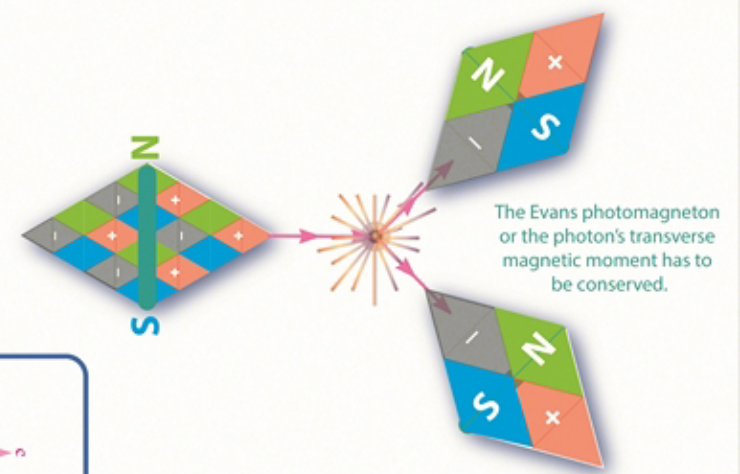 N
N +
- S
- +
- + - +
- +
The Evans photomagneton
or the photon's transverse
magnetic moment has to
be conserved.
S
- N
S +
c